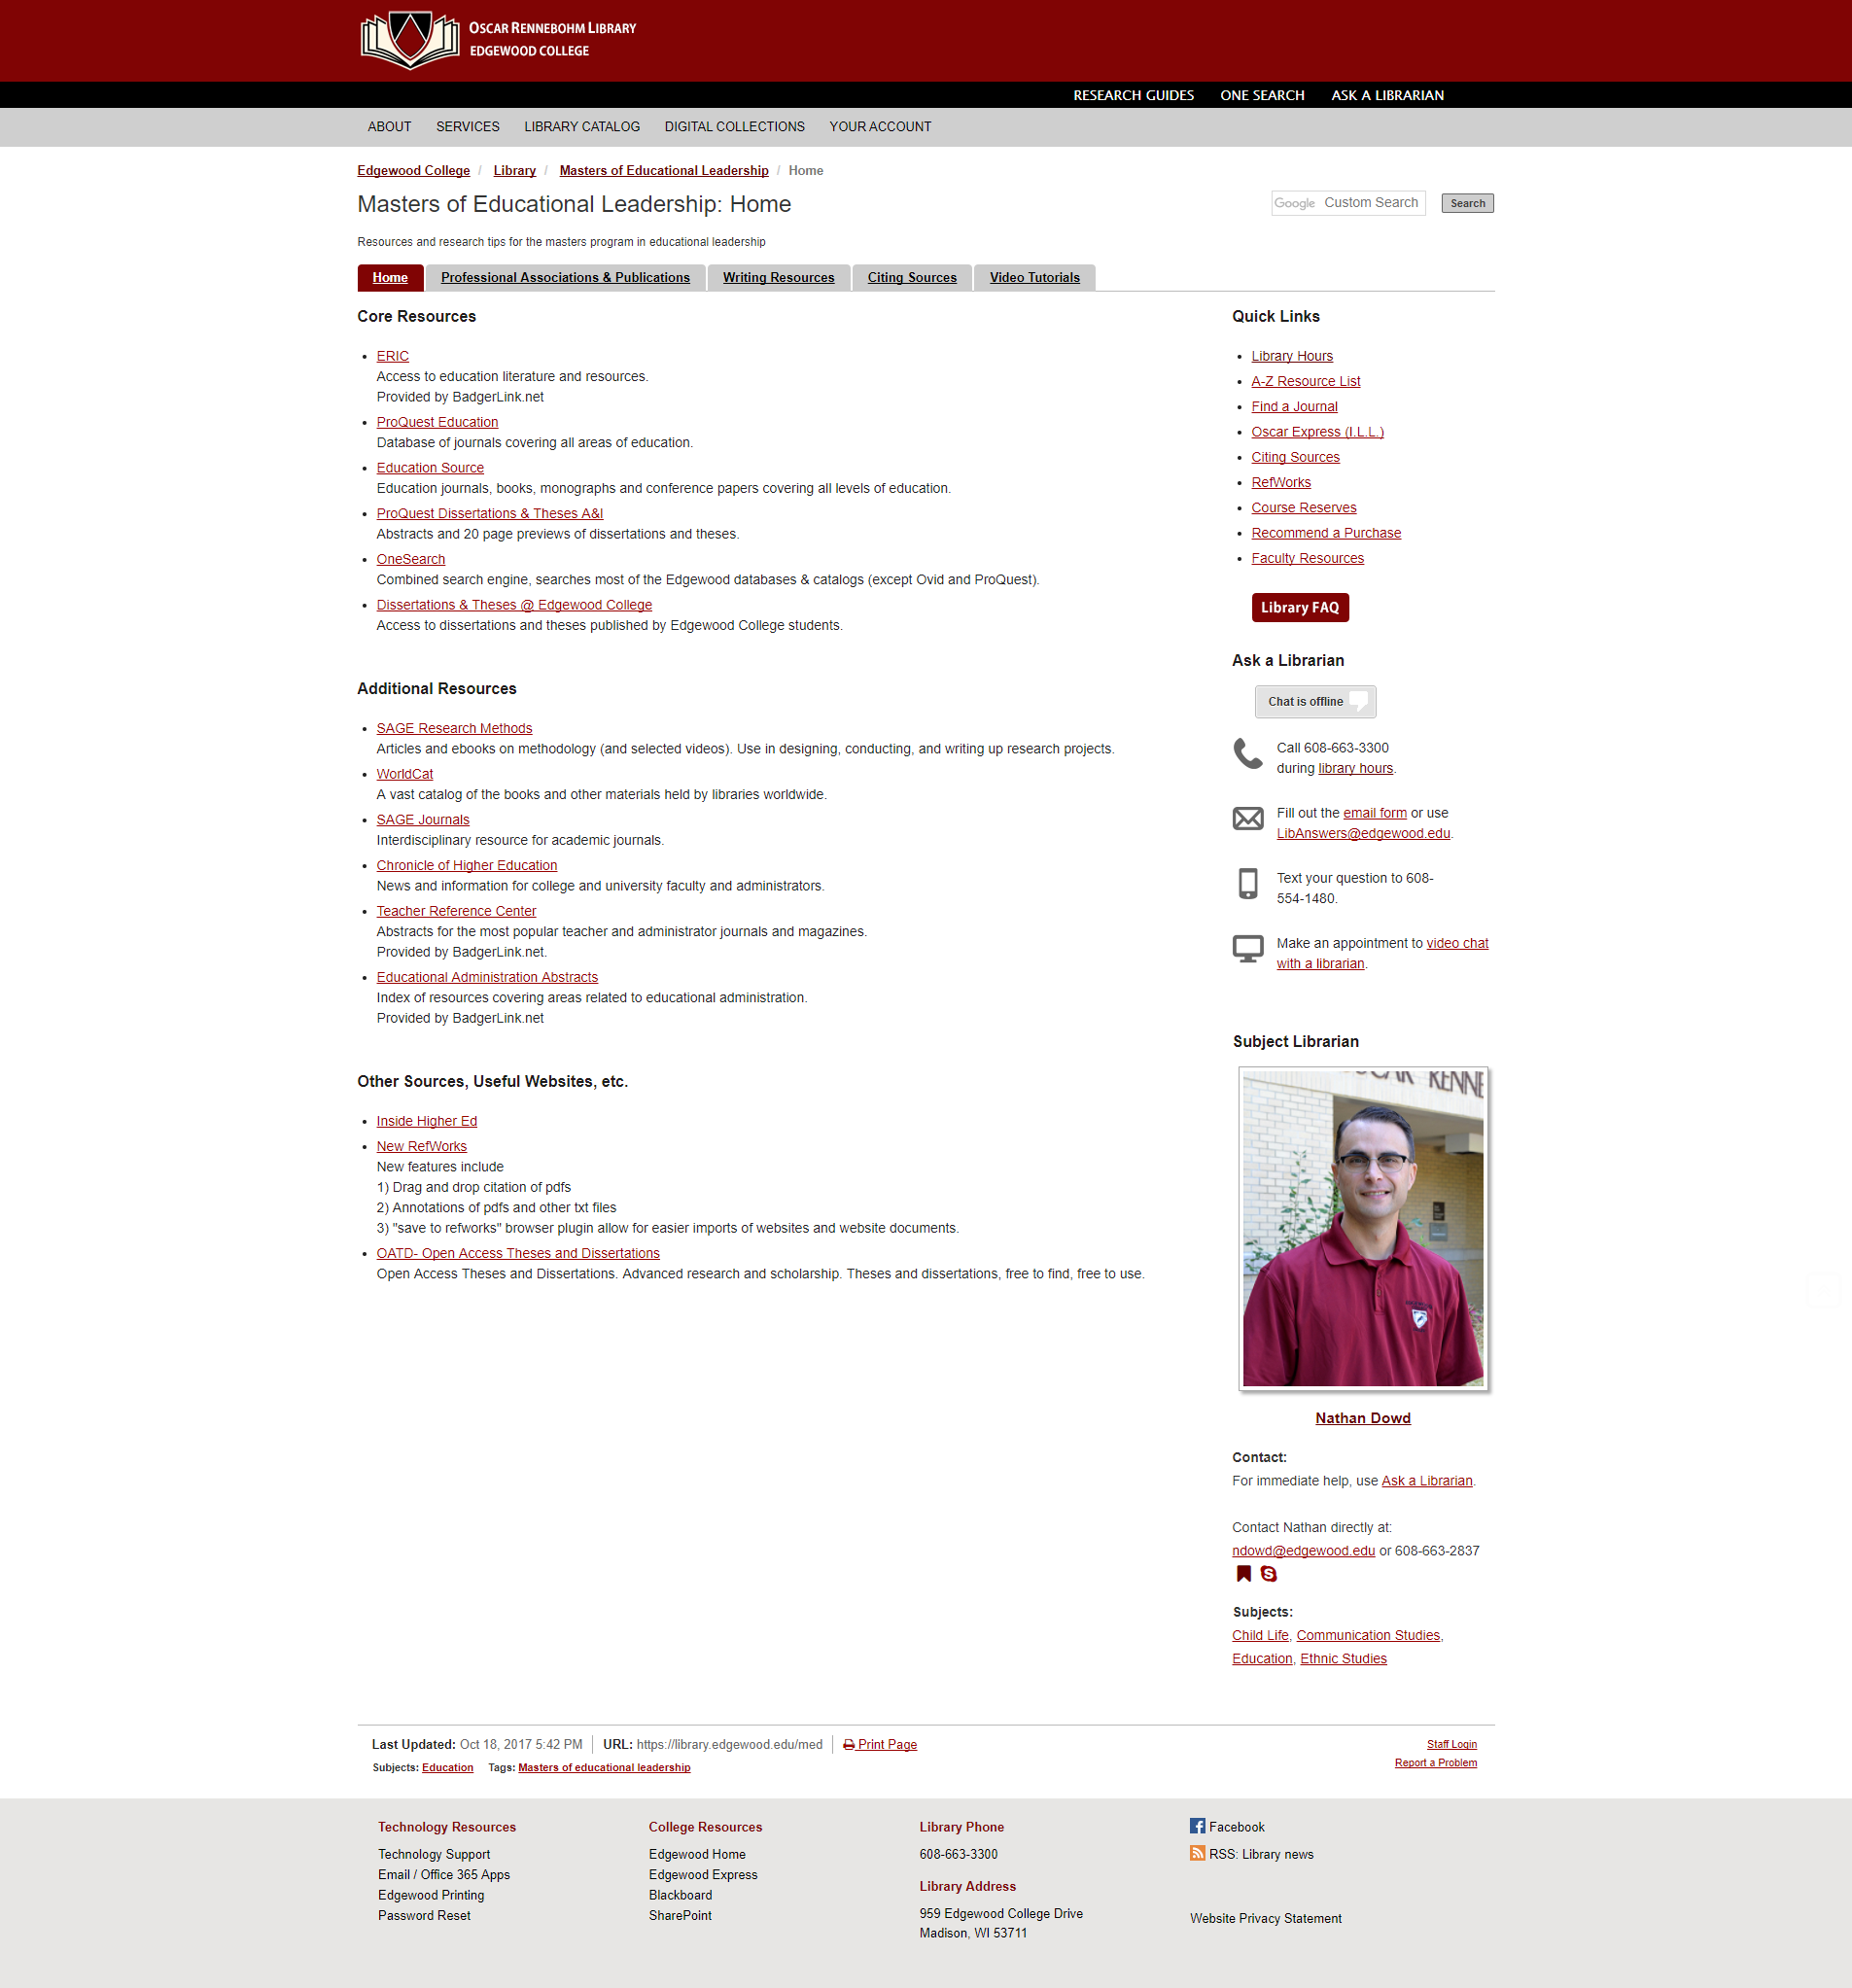 OSCAR RENNEBOHM LIBRARY
EDGEWOOD COLLEGE
RESEARCH GUIDES ONE SEARCH ASK A LIBRARIAN
ABOUT SERVICES LIBRARY CATALOG DIGITAL COLLECTIONS YOUR ACCOUNT
Edgewood College / Library / Masters of Educational Leadership / Home
Masters of Educational Leadership: Home
Google Custom Search Search
Resources and research tips for the masters program in educational leadership
Home Professional Associations & Publications Writing Resources Citing Sources Video Tutorials
Core Resources
• ERIC
Access to education literature and resources.
Provided by BadgerLink.net
• ProQuest Education
Database of journals covering all areas of education.
• Education Source
Education journals, books, monographs and conference papers covering all levels of education.
• ProQuest Dissertations & Theses A&I
Abstracts and 20 page previews of dissertations and theses.
• OneSearch
Combined search engine, searches most of the Edgewood databases & catalogs (except Ovid and ProQuest).
• Dissertations & Theses @ Edgewood College
Access to dissertations and theses published by Edgewood College students.
Additional Resources
• SAGE Research Methods
Articles and ebooks on methodology (and selected videos). Use in designing, conducting, and writing up research projects.
• WorldCat
A vast catalog of the books and other materials held by libraries worldwide.
• SAGE Journals
Interdisciplinary resource for academic journals.
• Chronicle of Higher Education
News and information for college and university faculty and administrators.
• Teacher Reference Center
Abstracts for the most popular teacher and administrator journals and magazines.
Provided by BadgerLink.net.
• Educational Administration Abstracts
Index of resources covering areas related to educational administration.
Provided by BadgerLink.net
Other Sources, Useful Websites, etc.
• Inside Higher Ed
• New RefWorks
New features include
1) Drag and drop citation of pdfs
2) Annotations of pdfs and other txt files
3) "save to refworks" browser plugin allow for easier imports of websites and website documents.
• OATD- Open Access Theses and Dissertations
Open Access Theses and Dissertations. Advanced research and scholarship. Theses and dissertations, free to find, free to use.
Quick Links
• Library Hours
• A-Z Resource List
• Find a Journal
• Oscar Express (I.L.L.)
• Citing Sources
• RefWorks
• Course Reserves
• Recommend a Purchase
• Faculty Resources
Library FAQ
Ask a Librarian
Chat is offline
Call 608-663-3300
during library hours.
Fill out the email form or use
LibAnswers@edgewood.edu.
Text your question to 608-
554-1480.
Make an appointment to video chat
with a librarian.
Subject Librarian
OSCAR RENNE
Nathan Dowd
Contact:
For immediate help, use Ask a Librarian.
Contact Nathan directly at:
ndowd@edgewood.edu or 608-663-2837
Subjects:
Child Life, Communication Studies,
Education, Ethnic Studies
Last Updated: Oct 18, 2017 5:42 PM URL: https://library.edgewood.edu/med Print Page
Subjects: Education Tags: Masters of educational leadership
Staff Login
Report a Problem
Technology Resources
Technology Support
Email / Office 365 Apps
Edgewood Printing
Password Reset
College Resources
Edgewood Home
Edgewood Express
Blackboard
SharePoint
Library Phone
608-663-3300
Library Address
959 Edgewood College Drive
Madison, WI 53711
Facebook
RSS: Library news
Website Privacy Statement